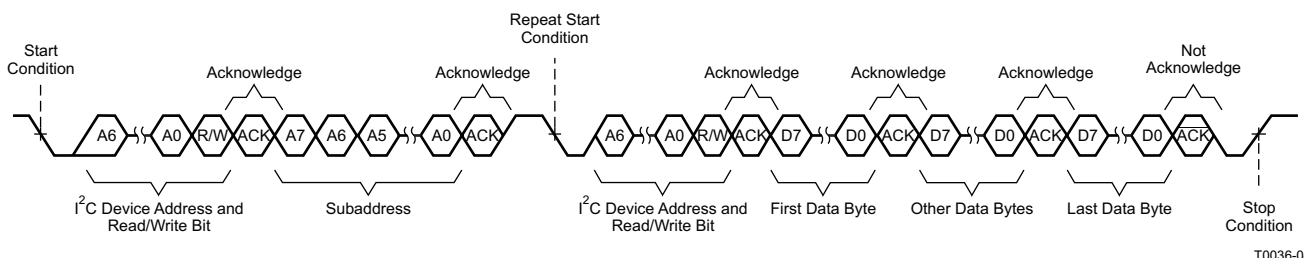 Repeat Start
Condition
Start
Condition
Not
Acknowledge
Acknowledge
Acknowledge
Acknowledge
Acknowledge
Acknowledge
A6 A0 R/W ACK A7 A6 A5 A0 ACK A6 A0 R/W ACK D7 D0 ACK D7 D0 ACK D7 D0 ACK
I²C Device Address and
Read/Write Bit
Subaddress
I²C Device Address and
Read/Write Bit
First Data Byte
Other Data Bytes
Last Data Byte
Stop
Condition
T0036-0